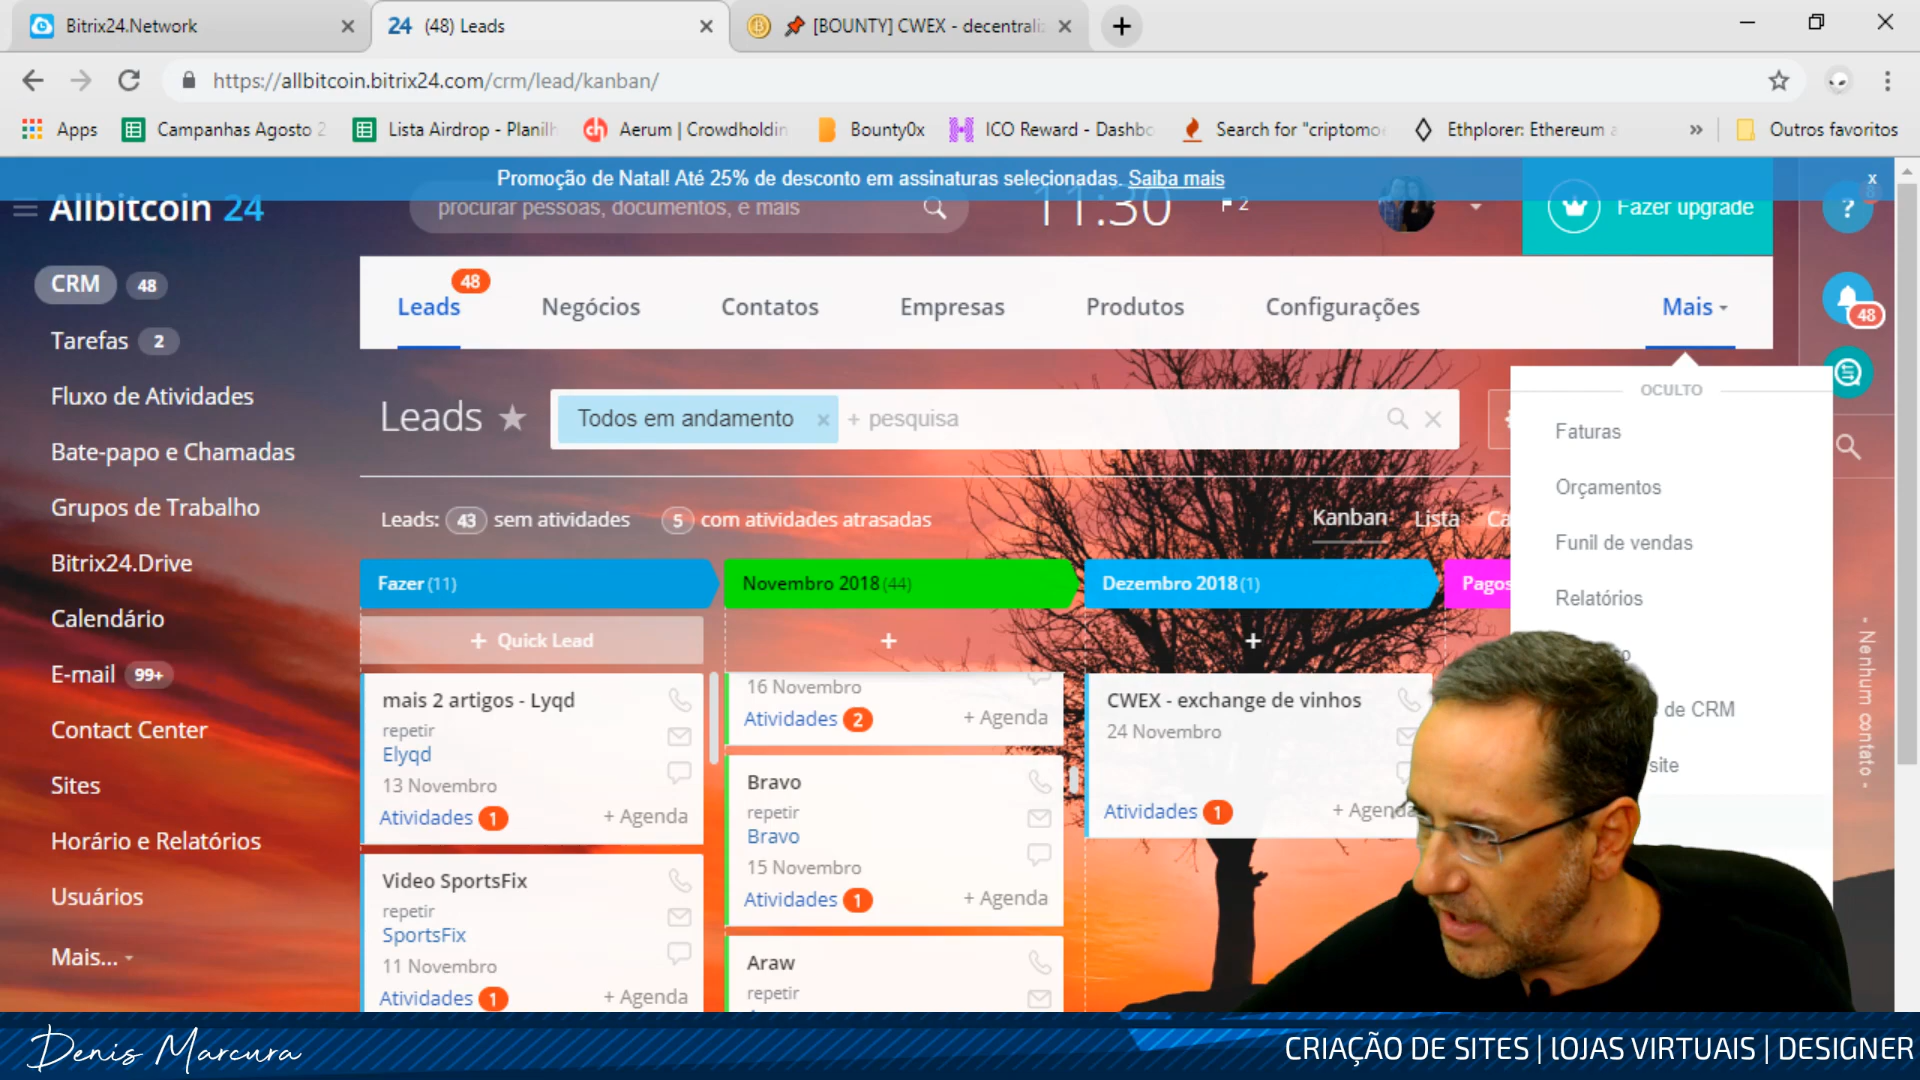 Bitrix24.Network
24 (48) Leads
[BOUNTY] CWEX - decentrali
https://allbitcoin.bitrix24.com/crm/lead/kanban/
Apps
Campanhas Agosto 2
Lista Airdrop - Planilh
Aerum | Crowdholdin
Bounty0x
ICO Reward - Dashbo
Search for "criptomo
Ethplorer: Ethereum a
»
Outros favoritos
Promoção de Natal! Até 25% de desconto em assinaturas selecionadas. Saiba mais
x
Allbitcoin 24
procurar pessoas, documentos, e mais
11:30
2
Fazer upgrade
?
CRM 48
Tarefas 2
Fluxo de Atividades
Bate-papo e Chamadas
Grupos de Trabalho
Bitrix24.Drive
Calendário
E-mail 99+
Contact Center
Sites
Horário e Relatórios
Usuários
Mais...
Leads 48
Negócios
Contatos
Empresas
Produtos
Configurações
Mais
48
OCULTO
Faturas
Orçamentos
Funil de vendas
Relatórios
de CRM
site
Leads
Todos em andamento x
+ pesquisa
Leads: 43 sem atividades 5 com atividades atrasadas
Kanban Lista Ca
Fazer (11)
Novembro 2018 (44)
Dezembro 2018 (1)
Pagos
+ Quick Lead
+
+
mais 2 artigos - Lyqd
repetir
Elyqd
13 Novembro
Atividades 1 + Agenda
Video SportsFix
repetir
SportsFix
11 Novembro
Atividades 1 + Agenda
16 Novembro
Atividades 2 + Agenda
Bravo
repetir
Bravo
15 Novembro
Atividades 1 + Agenda
Araw
repetir
CWEX - exchange de vinhos
24 Novembro
Atividades 1 + Agenda
- Nenhum contato -
Denis Marcura
CRIAÇÃO DE SITES | LOJAS VIRTUAIS | DESIGNER